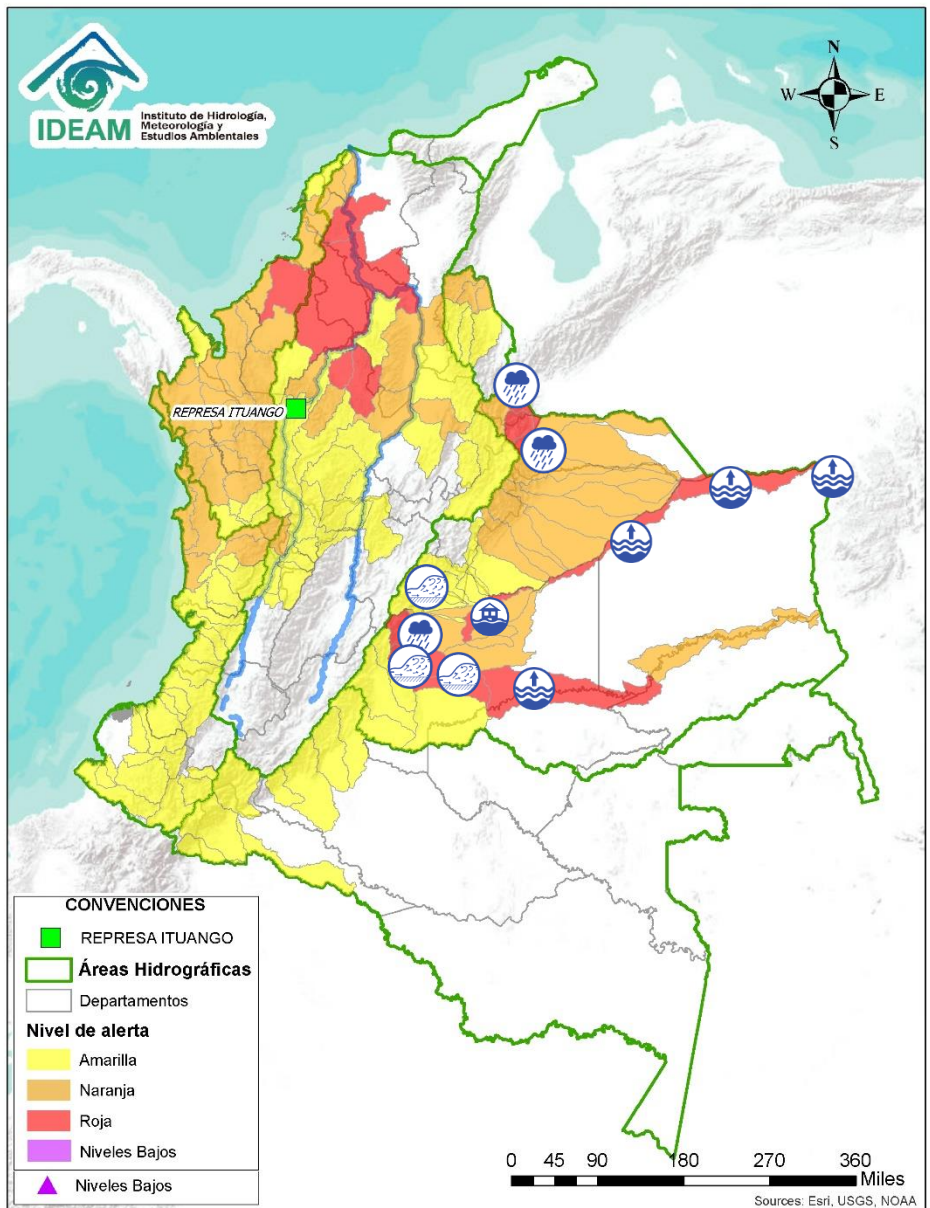 IDEAM
Instituto de Hidrología,
Meteorología y
Estudios Ambientales
N
W
E
S
REPRESA ITUANGO
CONVENCIONES
REPRESA ITUANGO
Áreas Hidrográficas
Departamentos
Nivel de alerta
Amarilla
Naranja
Roja
Niveles Bajos
Niveles Bajos
0 45 90 180 270 360
Miles
Sources: Esri, USGS, NOAA